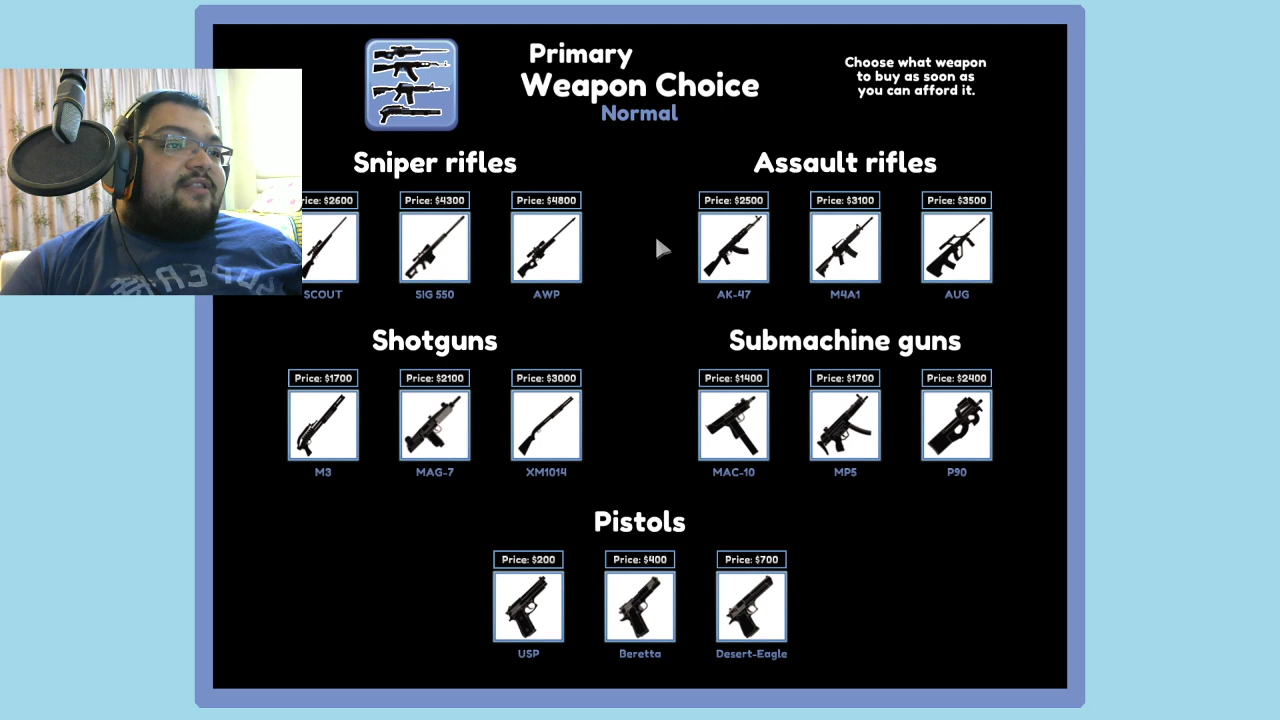 Primary
Weapon Choice
Normal
Choose what weapon
to buy as soon as
you can afford it.
Sniper rifles
Assault rifles
rice: $2600
Price: $4300
Price: $4800
Price: $2500
Price: $3100
Price: $3500
SCOUT
SIG 550
AWP
AK-47
M4A1
AUG
Shotguns
Submachine guns
Price: $1700
Price: $2100
Price: $3000
Price: $1400
Price: $1700
Price: $2400
M3
MAG-7
XM1014
MAC-10
MP5
P90
Pistols
Price: $200
Price: $400
Price: $700
USP
Beretta
Desert-Eagle